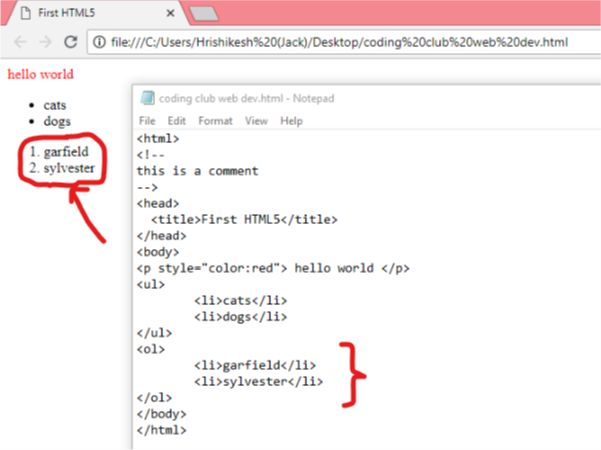 First HTML5
file:///C:/Users/Hrishikesh%20(Jack)/Desktop/coding%20club%20web%20dev.html
hello world
• cats
• dogs
1. garfield
2. sylvester
coding club web dev.html - Notepad
File Edit Format View Help
<html>
<!--
this is a comment
-->
<head>
<title>First HTML5</title>
</head>
<body>
<p style="color:red"> hello world </p>
<ul>
<li>cats</li>
<li>dogs</li>
</ul>
<ol>
<li>garfield</li>
<li>sylvester</li>
</ol>
</body>
</html>